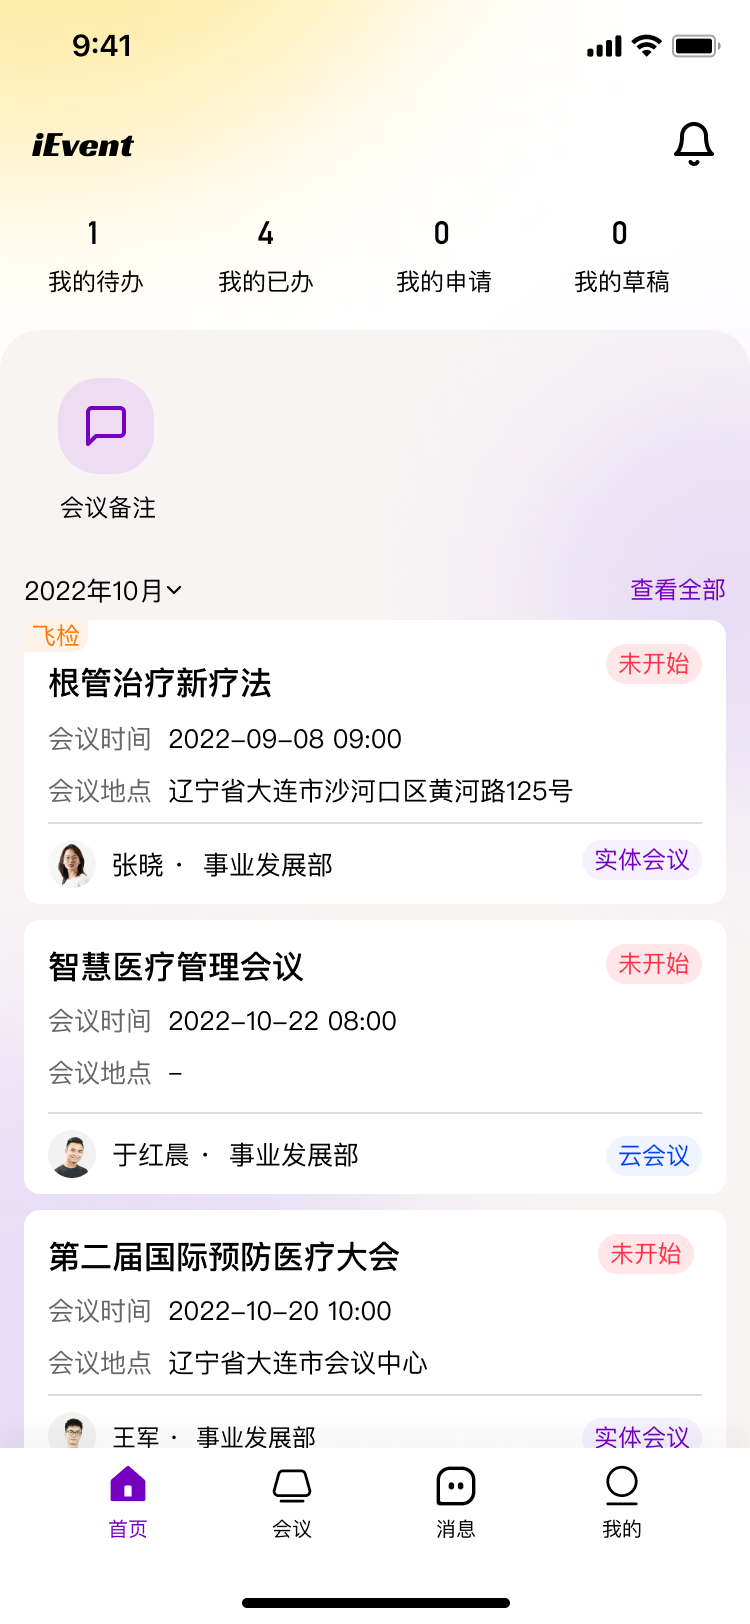 9:41
iEvent
1 4 0 0
我的待办 我的已办 我的申请 我的草稿
会议备注
2022年10月 查看全部
飞检
根管治疗新疗法 未开始
会议时间 2022-09-08 09:00
会议地点 辽宁省大连市沙河口区黄河路125号
张晓 · 事业发展部 实体会议
智慧医疗管理会议 未开始
会议时间 2022-10-22 08:00
会议地点 -
于红晨 · 事业发展部 云会议
第二届国际预防医疗大会 未开始
会议时间 2022-10-20 10:00
会议地点 辽宁省大连市会议中心
王军 · 事业发展部 实体会议
首页 会议 消息 我的